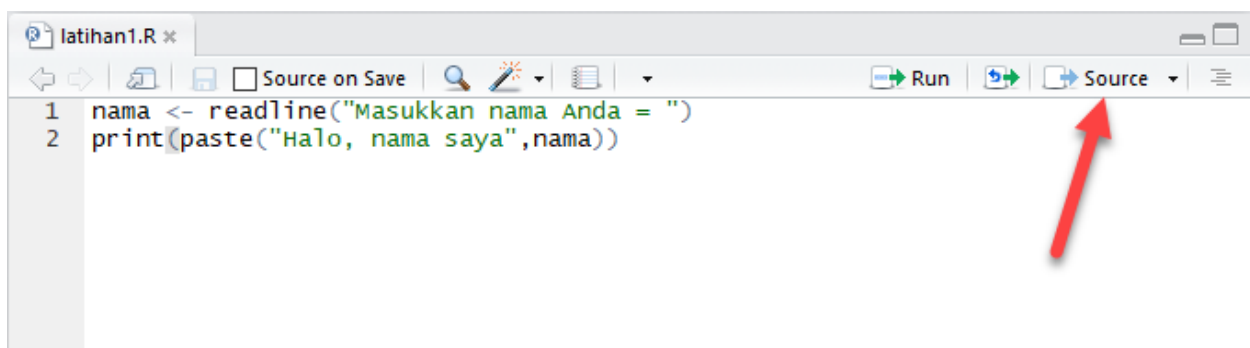 latihan1.R
Source on Save Run Source
1 nama <- readline("Masukkan nama Anda = ")
2 print(paste("Halo, nama saya",nama))